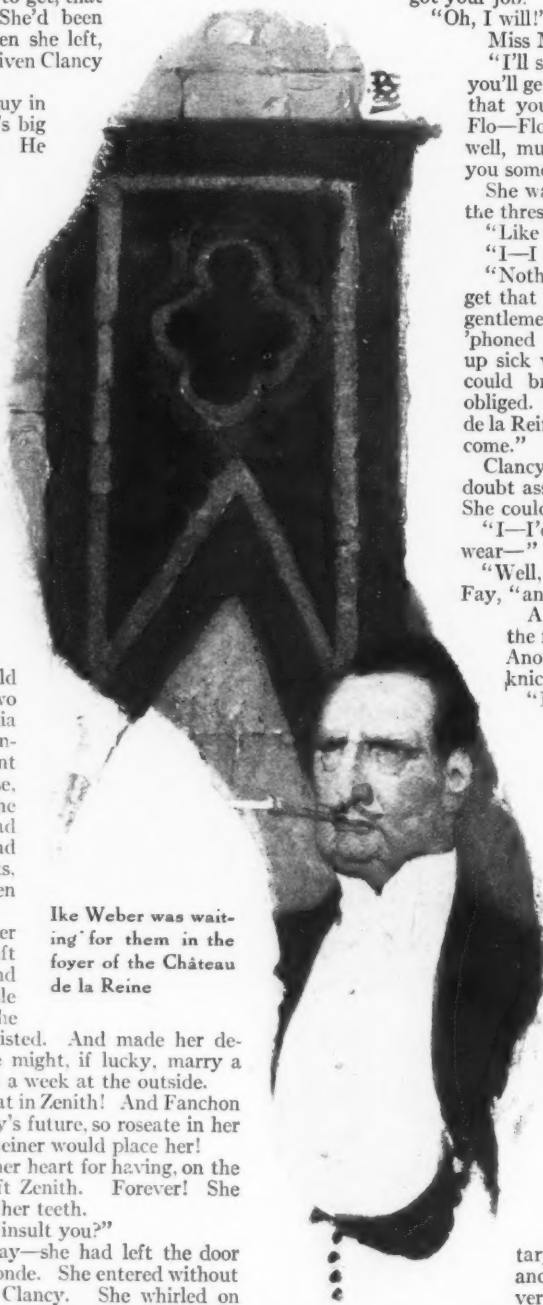 to get, that
She'd been
en she left,
iven Clancy
uy in
's big
He
ld
vo
ia
n-
nt
se,
ne
ad
nd
ts,
en
er
ft
nd
le
he
isted. And made her de-
e might, if lucky, marry a
a week at the outside.
at in Zenith! And Fanchon
y's future, so roseate in her
einer would place her!
her heart for having, on the
ft Zenith. Forever! She
her teeth.
insult you?"
ay—she had left the door
onde. She entered without
Clancy. She whirled on
Ike Weber was wait-
ing for them in the
foyer of the Château
de la Reine
got your job.
"Oh, I will!"
Miss
"I'll s
you'll ge
that you
Flo—Flo
well, mu
you some
She wa
the thres
"Like
"I—I
"Noth
get that
gentleme
'phoned
up sick v
could br
obliged.
de la Rein
come."
Clancy
doubt ass
She could
"I—I'
wear—"
"Well,
Fay, "an
A
the
Ano
knic
"I
tar
and
ver